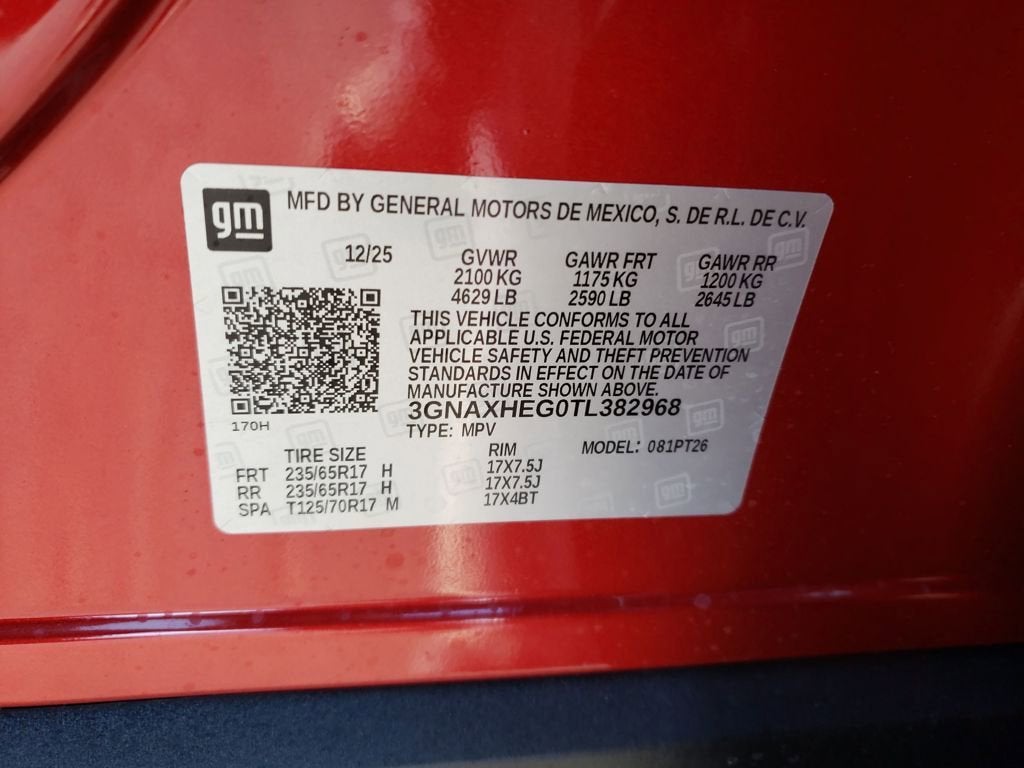 gm
MFD BY GENERAL MOTORS DE MEXICO, S. DE R.L. DE C.V.
12/25 GVWR GAWR FRT GAWR RR
2100 KG 1175 KG 1200 KG
4629 LB 2590 LB 2645 LB
THIS VEHICLE CONFORMS TO ALL
APPLICABLE U.S. FEDERAL MOTOR
VEHICLE SAFETY AND THEFT PREVENTION
STANDARDS IN EFFECT ON THE DATE OF
MANUFACTURE SHOWN ABOVE.
3GNAXHEG0TL382968
170H
TYPE: MPV
MODEL: 081PT26
TIRE SIZE RIM
FRT 235/65R17 H 17X7.5J
RR 235/65R17 H 17X7.5J
SPA T125/70R17 M 17X4BT